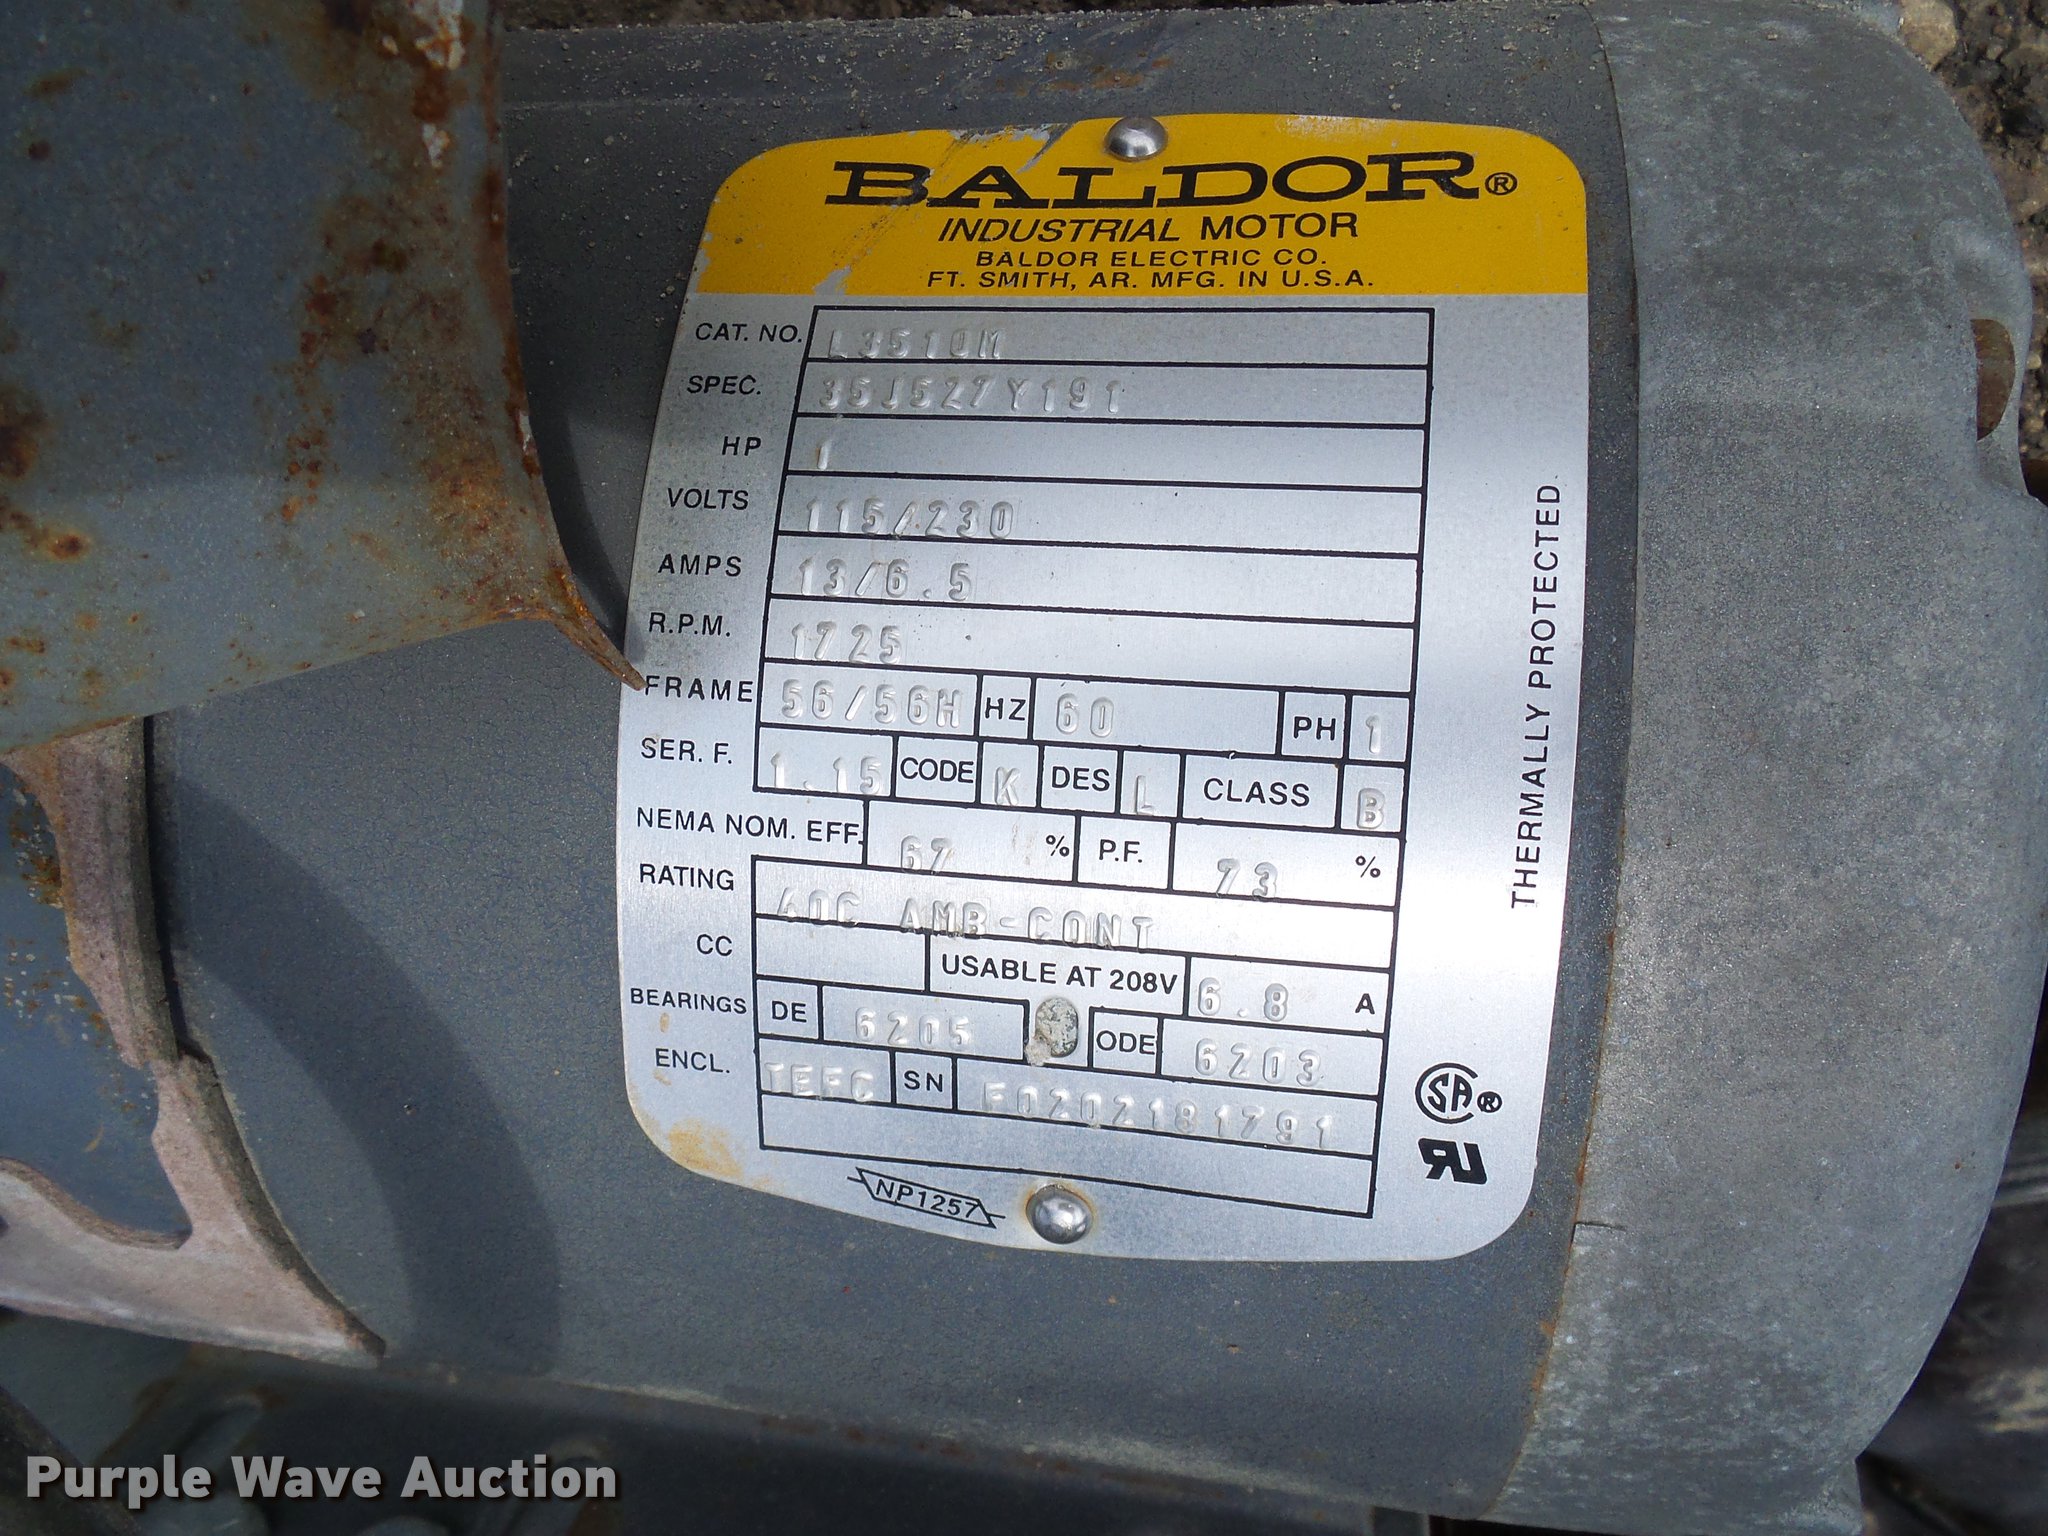 BALDOR®
INDUSTRIAL MOTOR
BALDOR ELECTRIC CO.
FT. SMITH, AR. MFG. IN U.S.A.
CAT. NO. L3510M
SPEC. 35J527Y191
HP 1
VOLTS 115/230
AMPS 13/6.5
R.P.M. 1725
FRAME 56/56H HZ 60 PH 1
SER. F. 1.15 CODE K DES L CLASS B
NEMA NOM. EFF. 67 % P.F. 73 %
RATING 40C AMB-CONT
CC USABLE AT 208V 6.8 A
BEARINGS DE 6205 ODE 6203
ENCL. TEFC SN F0202181791
NP1257
THERMALLY PROTECTED
SA®
UR
Purple Wave Auction